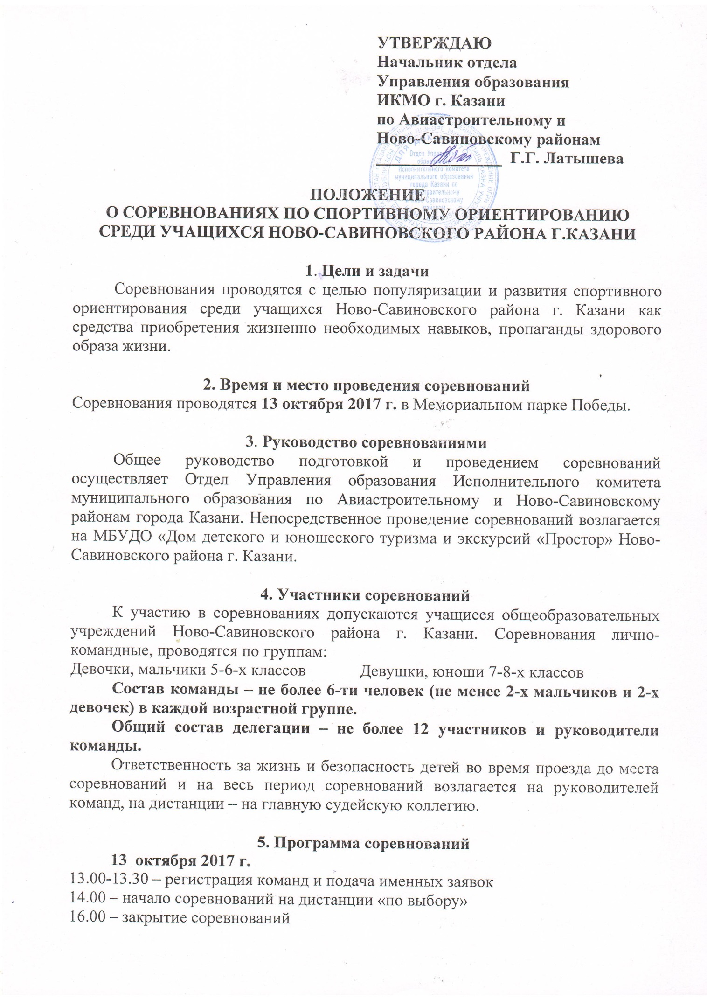 УТВЕРЖДАЮ
Начальник отдела
Управления образования
ИКМО г. Казани
по Авиастроительному и
Ново-Савиновскому районам
Г.Г. Латышева
ДЛЯ ДОКУМЕНТОВ
Отдел Управления
образования
Исполнительного комитета
муниципального образования
города Казани по
Авиастроительному
и Ново-Савиновскому
районам
ПОЛОЖЕНИЕ
О СОРЕВНОВАНИЯХ ПО СПОРТИВНОМУ ОРИЕНТИРОВАНИЮ
СРЕДИ УЧАЩИХСЯ НОВО-САВИНОВСКОГО РАЙОНА Г.КАЗАНИ
1. Цели и задачи
Соревнования проводятся с целью популяризации и развития спортивного
ориентирования среди учащихся Ново-Савиновского района г. Казани как
средства приобретения жизненно необходимых навыков, пропаганды здорового
образа жизни.
2. Время и место проведения соревнований
Соревнования проводятся 13 октября 2017 г. в Мемориальном парке Победы.
3. Руководство соревнованиями
Общее руководство подготовкой и проведением соревнований
осуществляет Отдел Управления образования Исполнительного комитета
муниципального образования по Авиастроительному и Ново-Савиновскому
районам города Казани. Непосредственное проведение соревнований возлагается
на МБУДО «Дом детского и юношеского туризма и экскурсий «Простор» Ново-
Савиновского района г. Казани.
4. Участники соревнований
К участию в соревнованиях допускаются учащиеся общеобразовательных
учреждений Ново-Савиновского района г. Казани. Соревнования лично-
командные, проводятся по группам:
Девочки, мальчики 5-6-х классов Девушки, юноши 7-8-х классов
Состав команды – не более 6-ти человек (не менее 2-х мальчиков и 2-х
девочек) в каждой возрастной группе.
Общий состав делегации – не более 12 участников и руководители
команды.
Ответственность за жизнь и безопасность детей во время проезда до места
соревнований и на весь период соревнований возлагается на руководителей
команд, на дистанции – на главную судейскую коллегию.
5. Программа соревнований
13 октября 2017 г.
13.00-13.30 – регистрация команд и подача именных заявок
14.00 – начало соревнований на дистанции «по выбору»
16.00 – закрытие соревнований